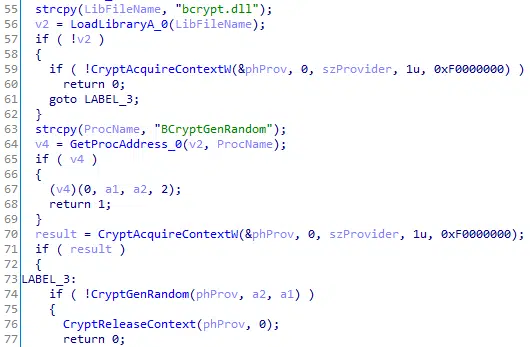 55 strcpy(LibFileName, "bcrypt.dll");
56 v2 = LoadLibraryA_0(LibFileName);
57 if ( !v2 )
58 {
59 if ( !CryptAcquireContextW(&phProv, 0, szProvider, 1u, 0xF0000000) )
60 return 0;
61 goto LABEL_3;
62 }
63 strcpy(ProcName, "BCryptGenRandom");
64 v4 = GetProcAddress_0(v2, ProcName);
65 if ( v4 )
66 {
67 (v4)(0, a1, a2, 2);
68 return 1;
69 }
70 result = CryptAcquireContextW(&phProv, 0, szProvider, 1u, 0xF0000000);
71 if ( result )
72 {
73 LABEL_3:
74 if ( !CryptGenRandom(phProv, a2, a1) )
75 {
76 CryptReleaseContext(phProv, 0);
77 return 0;